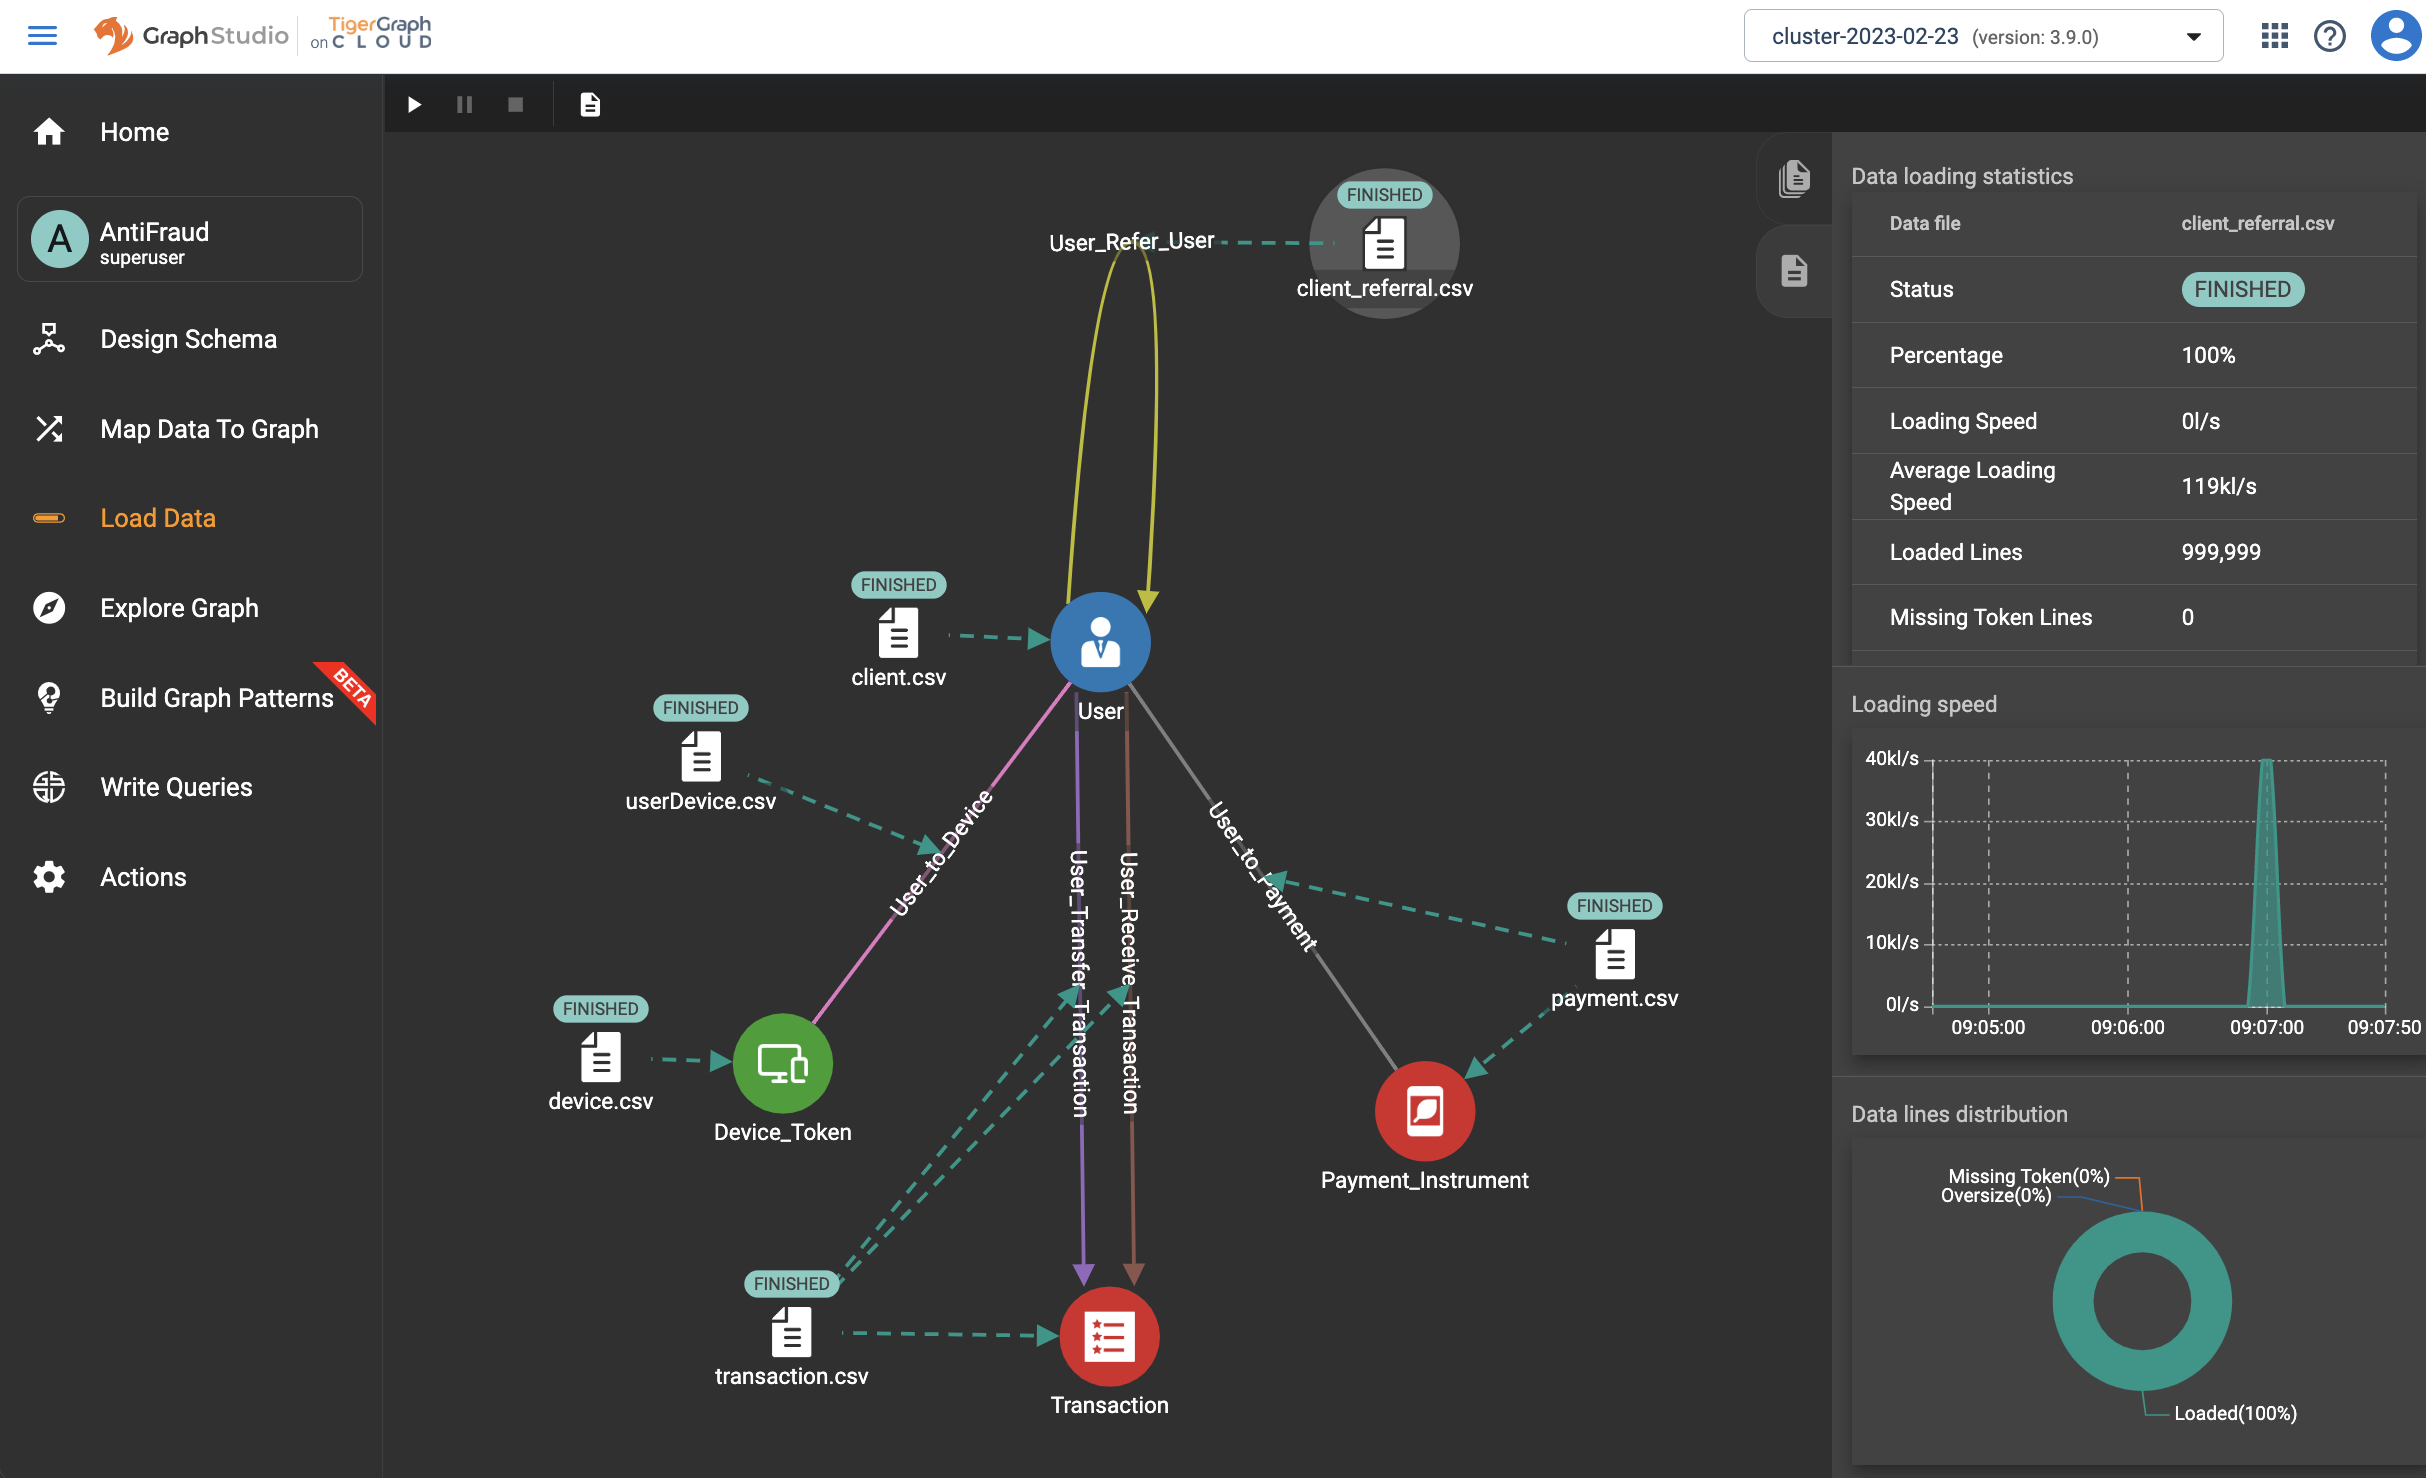 GraphStudio
TigerGraph
on CLOUD
cluster-2023-02-23 (version: 3.9.0)
Home
A
AntiFraud
superuser
Design Schema
Map Data To Graph
Load Data
Explore Graph
Build Graph Patterns
BETA
Write Queries
Actions
FINISHED
client_referral.csv
User_Refer_User
FINISHED
client.csv
User
FINISHED
userDevice.csv
User_to_Device
User_Transfer_Transaction
User_Receive_Transaction
User_to_Payment
FINISHED
payment.csv
FINISHED
device.csv
Device_Token
Payment_Instrument
FINISHED
transaction.csv
Transaction
Data loading statistics
Data file client_referral.csv
Status FINISHED
Percentage 100%
Loading Speed 0l/s
Average Loading
Speed 119kl/s
Loaded Lines 999,999
Missing Token Lines 0
Loading speed
40kl/s
30kl/s
20kl/s
10kl/s
0l/s
09:05:00 09:06:00 09:07:00 09:07:50
Data lines distribution
Missing Token(0%)
Oversize(0%)
Loaded(100%)